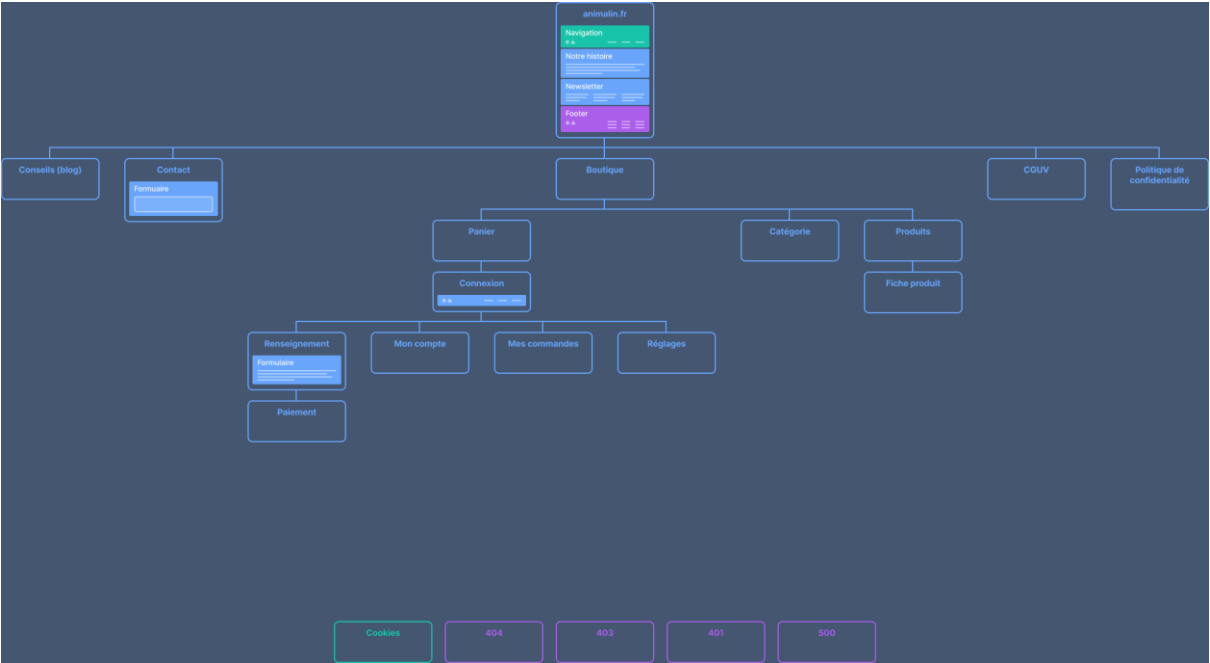 animalin.fr
Navigation
Notre histoire
Newsletter
Footer
Conseils (blog)
Contact
Formuaire
Boutique
CGUV
Politique de
confidentialité
Panier
Catégorie
Produits
Connexion
Fiche produit
Renseignement
Formulaire
Mon compte
Mes commandes
Réglages
Paiement
Cookies
404
403
401
500